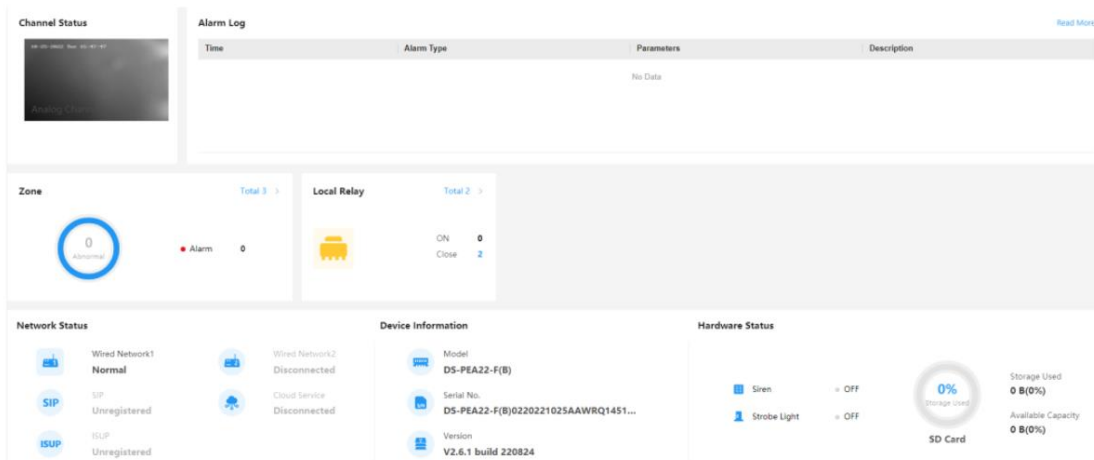 Channel Status
Analog Chann
Alarm Log
Read More
Time Alarm Type Parameters Description
No Data
Zone
Total 3 >
0
Abnormal
Alarm 0
Local Relay
Total 2 >
ON 0
Close 2
Network Status
Wired Network1
Normal
Wired Network2
Disconnected
SIP
SIP
Unregistered
Cloud Service
Disconnected
ISUP
ISUP
Unregistered
Device Information
Model
DS-PEA22-F(B)
Serial No.
DS-PEA22-F(B)0220221025AAWRQ1451...
Version
V2.6.1 build 220824
Hardware Status
Siren OFF
Strobe Light OFF
0%
Storage Used
SD Card
Storage Used
0 B(0%)
Available Capacity
0 B(0%)